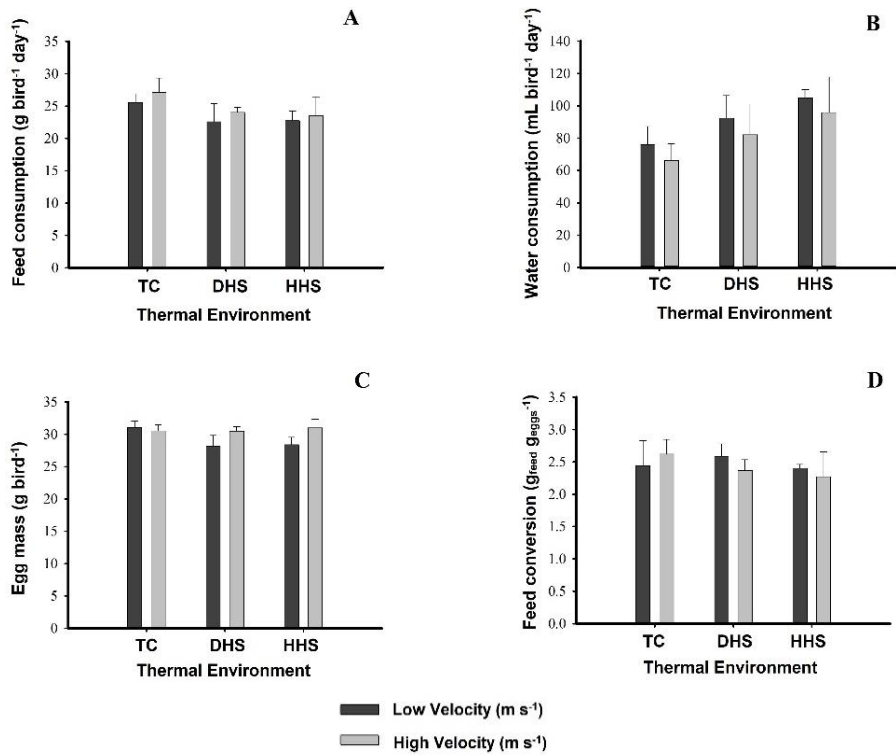 A
Feed consumption (g bird⁻¹ day⁻¹)
35
30
25
20
15
10
5
0
TC DHS HHS
Thermal Environment
B
Water consumption (mL bird⁻¹ day⁻¹)
140
120
100
80
60
40
20
0
TC DHS HHS
Thermal Environment
C
Egg mass (g bird⁻¹)
35
30
25
20
15
10
5
0
TC DHS HHS
Thermal Environment
D
Feed conversion (gfeed geggs⁻¹)
3.5
3.0
2.5
2.0
1.5
1.0
0.5
0.0
TC DHS HHS
Thermal Environment
Low Velocity (m s⁻¹)
High Velocity (m s⁻¹)